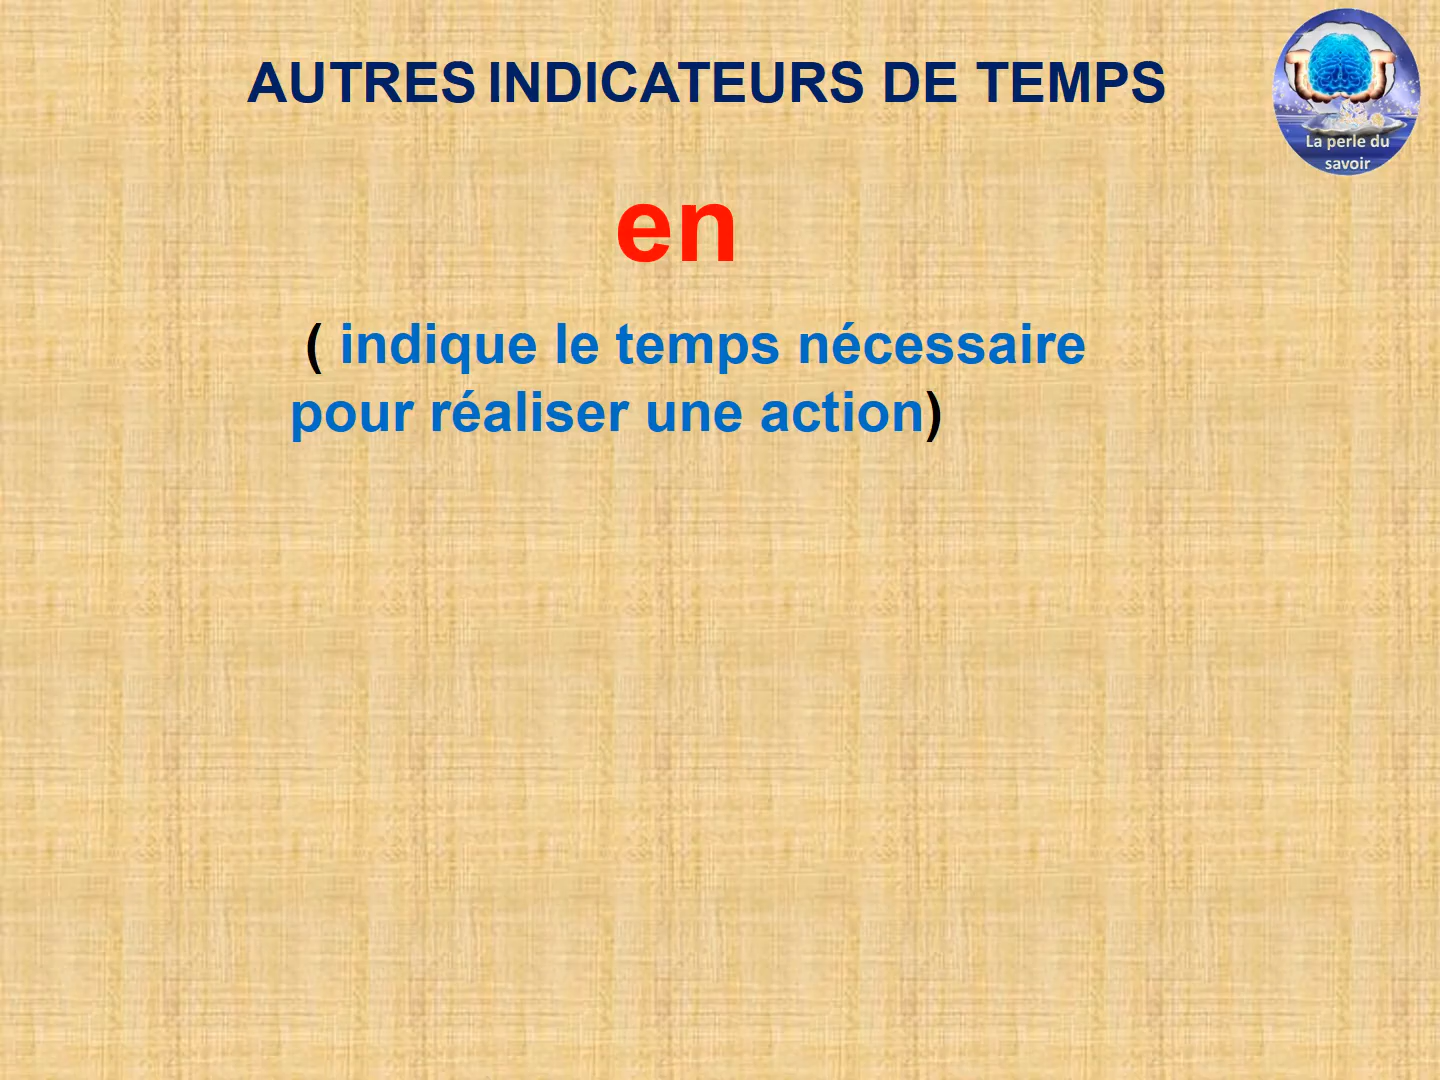 AUTRES INDICATEURS DE TEMPS
La perle du
savoir
en
( indique le temps nécessaire
pour réaliser une action)